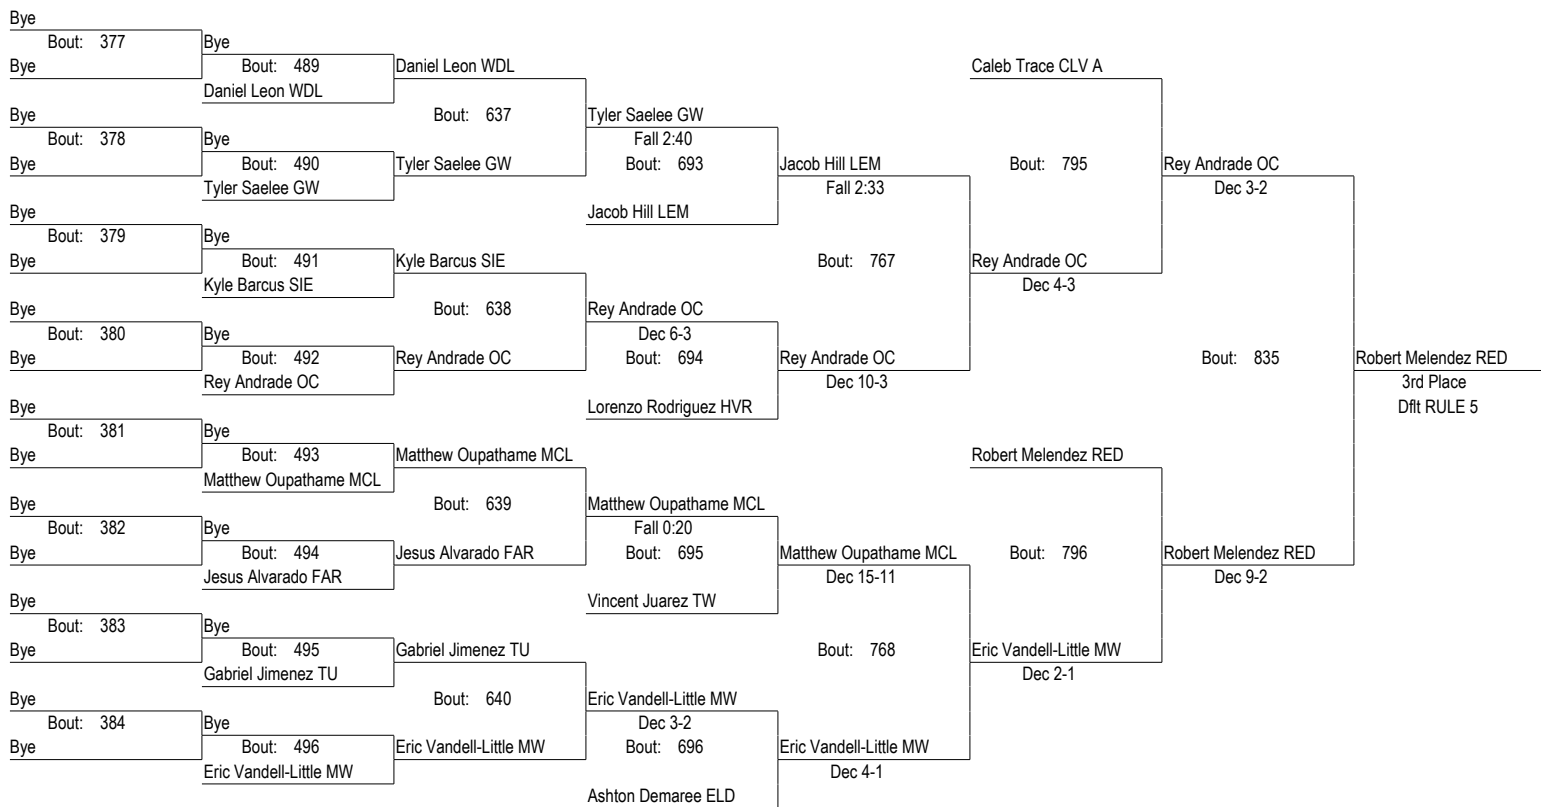 Bye
Bout: 377 Bye
Bye Bout: 489 Daniel Leon WDL Caleb Trace CLV A
Daniel Leon WDL
Bye Bout: 637 Tyler Saelee GW
Bout: 378 Bye Fall 2:40
Bye Bout: 490 Tyler Saelee GW Bout: 693 Jacob Hill LEM Bout: 795 Rey Andrade OC
Tyler Saelee GW Fall 2:33 Dec 3-2
Bye Jacob Hill LEM
Bout: 379 Bye
Bye Bout: 491 Kyle Barcus SIE Bout: 767 Rey Andrade OC
Kyle Barcus SIE Dec 4-3
Bye Bout: 638 Rey Andrade OC
Bout: 380 Bye Dec 6-3
Bye Bout: 492 Rey Andrade OC Bout: 694 Rey Andrade OC Bout: 835 Robert Melendez RED
Rey Andrade OC Dec 10-3 3rd Place
Bye Lorenzo Rodriguez HVR Dflt RULE 5
Bout: 381 Bye
Bye Bout: 493 Matthew Oupathame MCL Robert Melendez RED
Matthew Oupathame MCL
Bye Bout: 639 Matthew Oupathame MCL
Bout: 382 Bye Fall 0:20
Bye Bout: 494 Jesus Alvarado FAR Bout: 695 Matthew Oupathame MCL Bout: 796 Robert Melendez RED
Jesus Alvarado FAR Dec 15-11 Dec 9-2
Bye Vincent Juarez TW
Bout: 383 Bye
Bye Bout: 495 Gabriel Jimenez TU Bout: 768 Eric Vandell-Little MW
Gabriel Jimenez TU Dec 2-1
Bye Bout: 640 Eric Vandell-Little MW
Bout: 384 Bye Dec 3-2
Bye Bout: 496 Eric Vandell-Little MW Bout: 696 Eric Vandell-Little MW
Eric Vandell-Little MW Dec 4-1
Ashton Demaree ELD